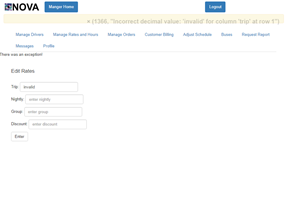 NOVA Manger Home Logout
× (1366, "Incorrect decimal value: 'invalid' for column 'trip' at row 1")
Manage Drivers Manage Rates and Hours Manage Orders Customer Billing Adjust Schedule Buses Request Report
Messages Profile
There was an exception!
Edit Rates
Trip invalid
Nightly enter nightly
Group enter group
Discount enter discount
Enter